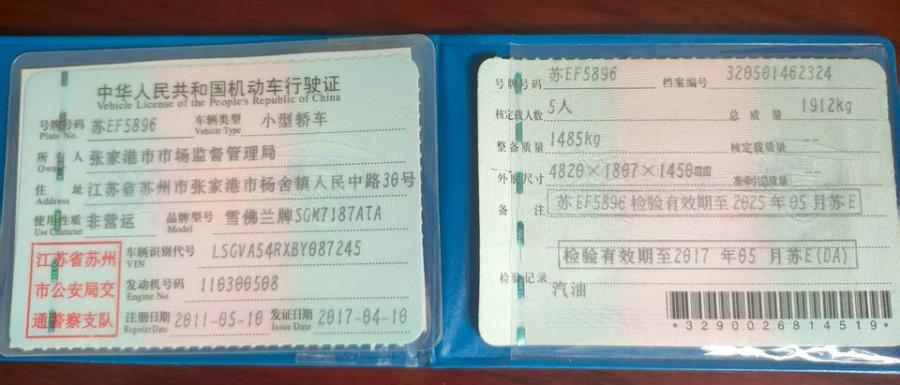 中华人民共和国机动车行驶证
Vehicle License of the People's Republic of China
号牌号码 苏EF5896 车辆类型 小型轿车
Plate No. Vehicle Type
所有人 张家港市市场监督管理局
Owner
住址 江苏省苏州市张家港市杨舍镇人民中路30号
Address
使用性质 非营运 品牌型号 雪佛兰牌SGM7187ATA
Use Character Model
江苏省苏州
市公安局交
通警察支队
车辆识别代号 LSGVA54RXBY087245
VIN
发动机号码 110300508
Engine No.
注册日期 2011-05-10 发证日期 2017-04-10
Register Date Issue Date
号牌号码 苏EF5896 档案编号 320501462324
核定载人数 5人 总质量 1912kg
整备质量 1485kg 核定载质量 --
外廓尺寸 4820×1807×1450mm 准牵引总质量 --
备注 苏EF5896 检验有效期至2025年05月苏E
检验有效期至2017 年05 月苏E(DA)
检验记录
汽油
*3290026814519*